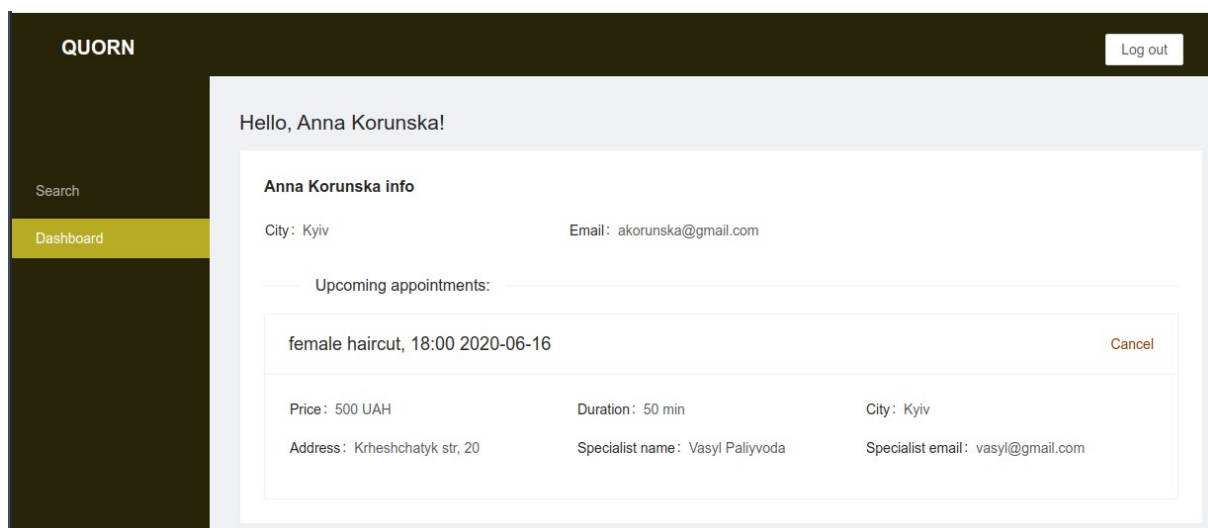 QUORN
Log out
Hello, Anna Korunska!
Search
Anna Korunska info
Dashboard
City: Kyiv Email: akorunska@gmail.com
Upcoming appointments:
female haircut, 18:00 2020-06-16 Cancel
Price: 500 UAH Duration: 50 min City: Kyiv
Address: Krheshchatyk str, 20 Specialist name: Vasyl Paliyvoda Specialist email: vasyl@gmail.com